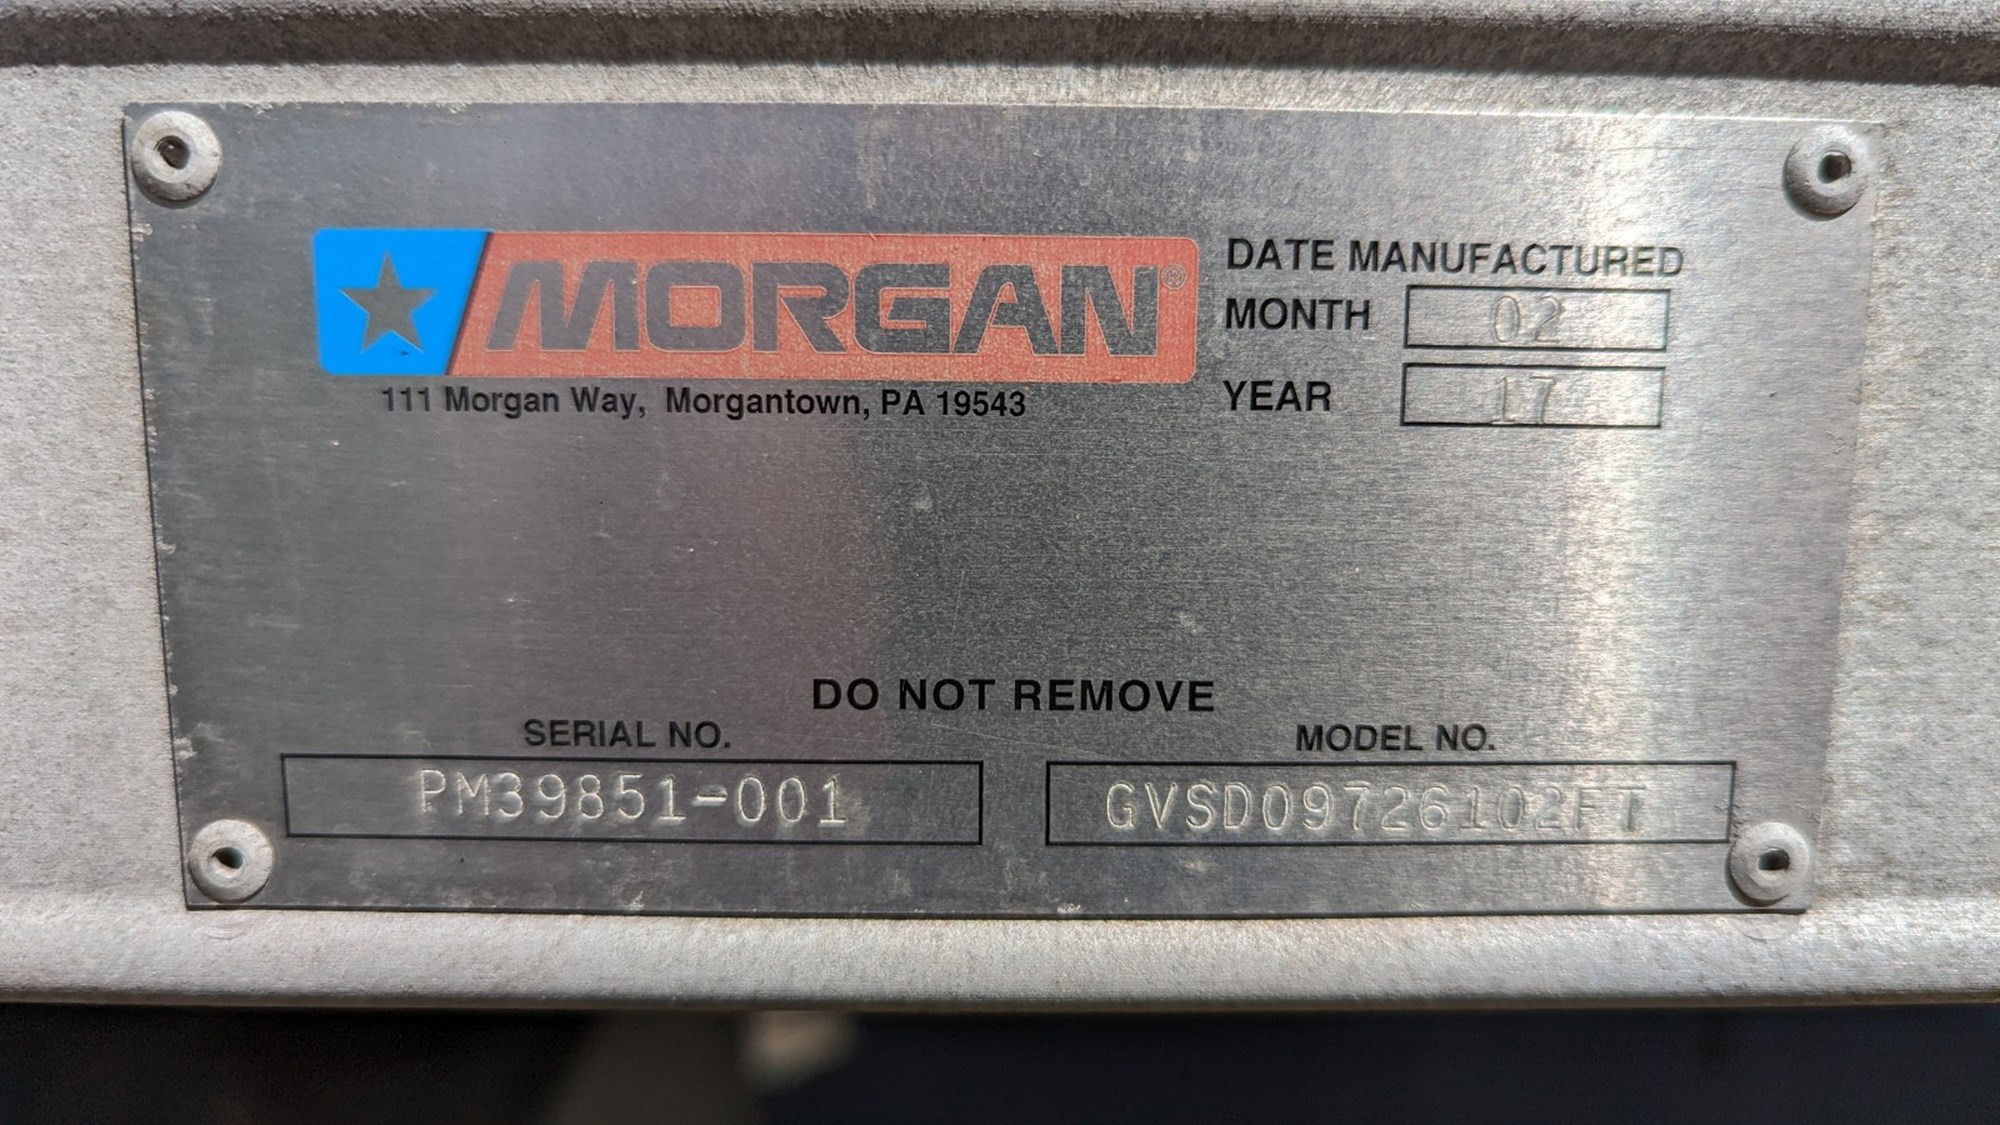 MORGAN®
111 Morgan Way, Morgantown, PA 19543
DATE MANUFACTURED
MONTH 02
YEAR 17
DO NOT REMOVE
SERIAL NO.
PM39851-001
MODEL NO.
GVSD09726102FT